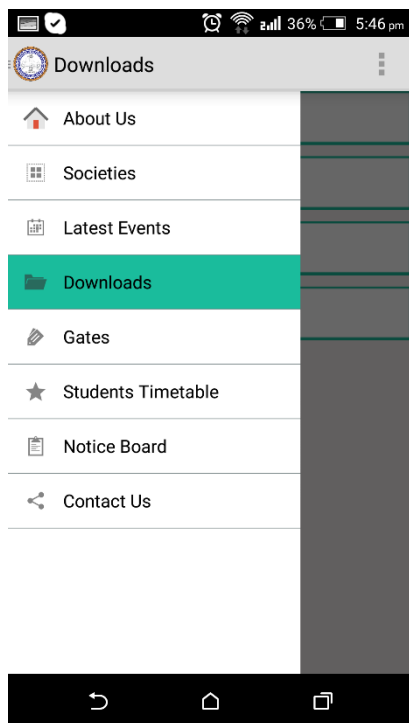 36% 5:46 pm
Downloads
About Us
Societies
Latest Events
Downloads
Gates
Students Timetable
Notice Board
Contact Us